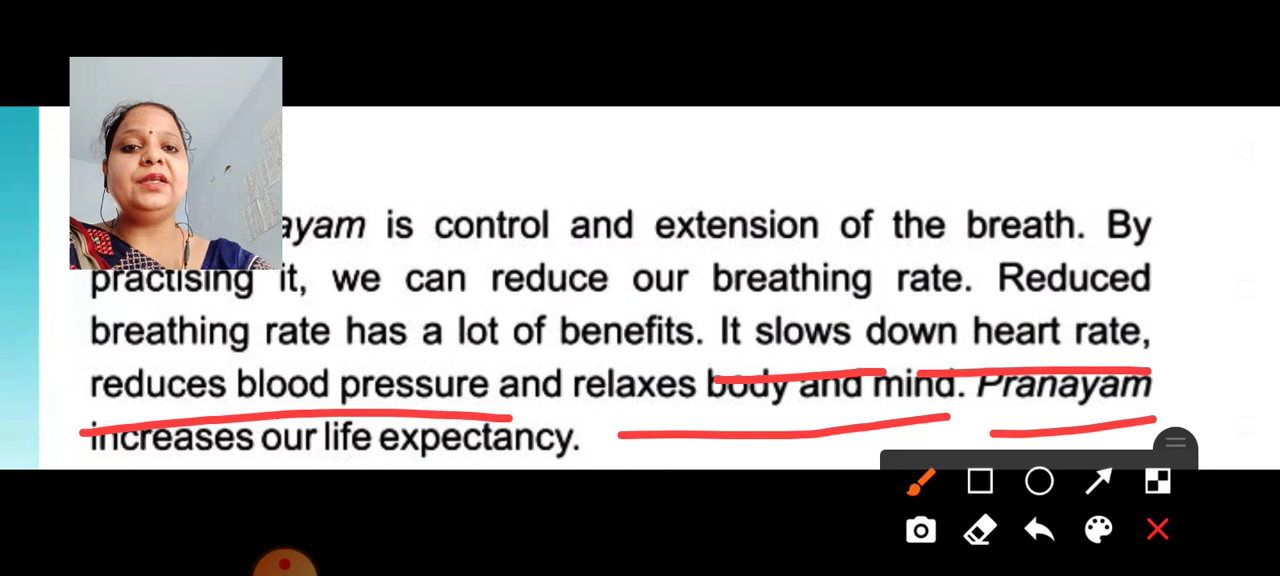 ayam is control and extension of the breath. By
practising it, we can reduce our breathing rate. Reduced
breathing rate has a lot of benefits. It slows down heart rate,
reduces blood pressure and relaxes body and mind. Pranayam
increases our life expectancy.